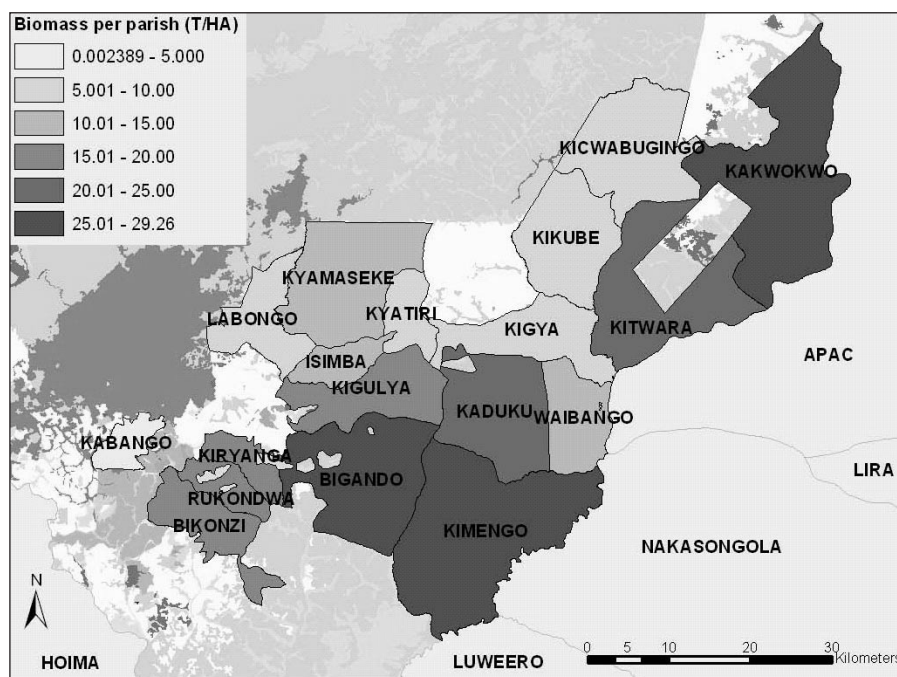 Biomass per parish (T/HA)
0.002389 - 5.000
5.001 - 10.00
10.01 - 15.00
15.01 - 20.00
20.01 - 25.00
25.01 - 29.26
KICWABUGINGO
KAKWOKWO
KIKUBE
KYAMASEKE
KYATIRI
LABONGO
KIGYA
KITWARA
ISIMBA
APAC
KIGULYA
KADUKU
WAIBANGO
KABANGO
KIRYANGA
LIRA
BIGANDO
RUKONDWA
BIKONZI
KIMENGO
NAKASONGOLA
N
HOIMA
LUWEERO
0 5 10 20 30
Kilometers